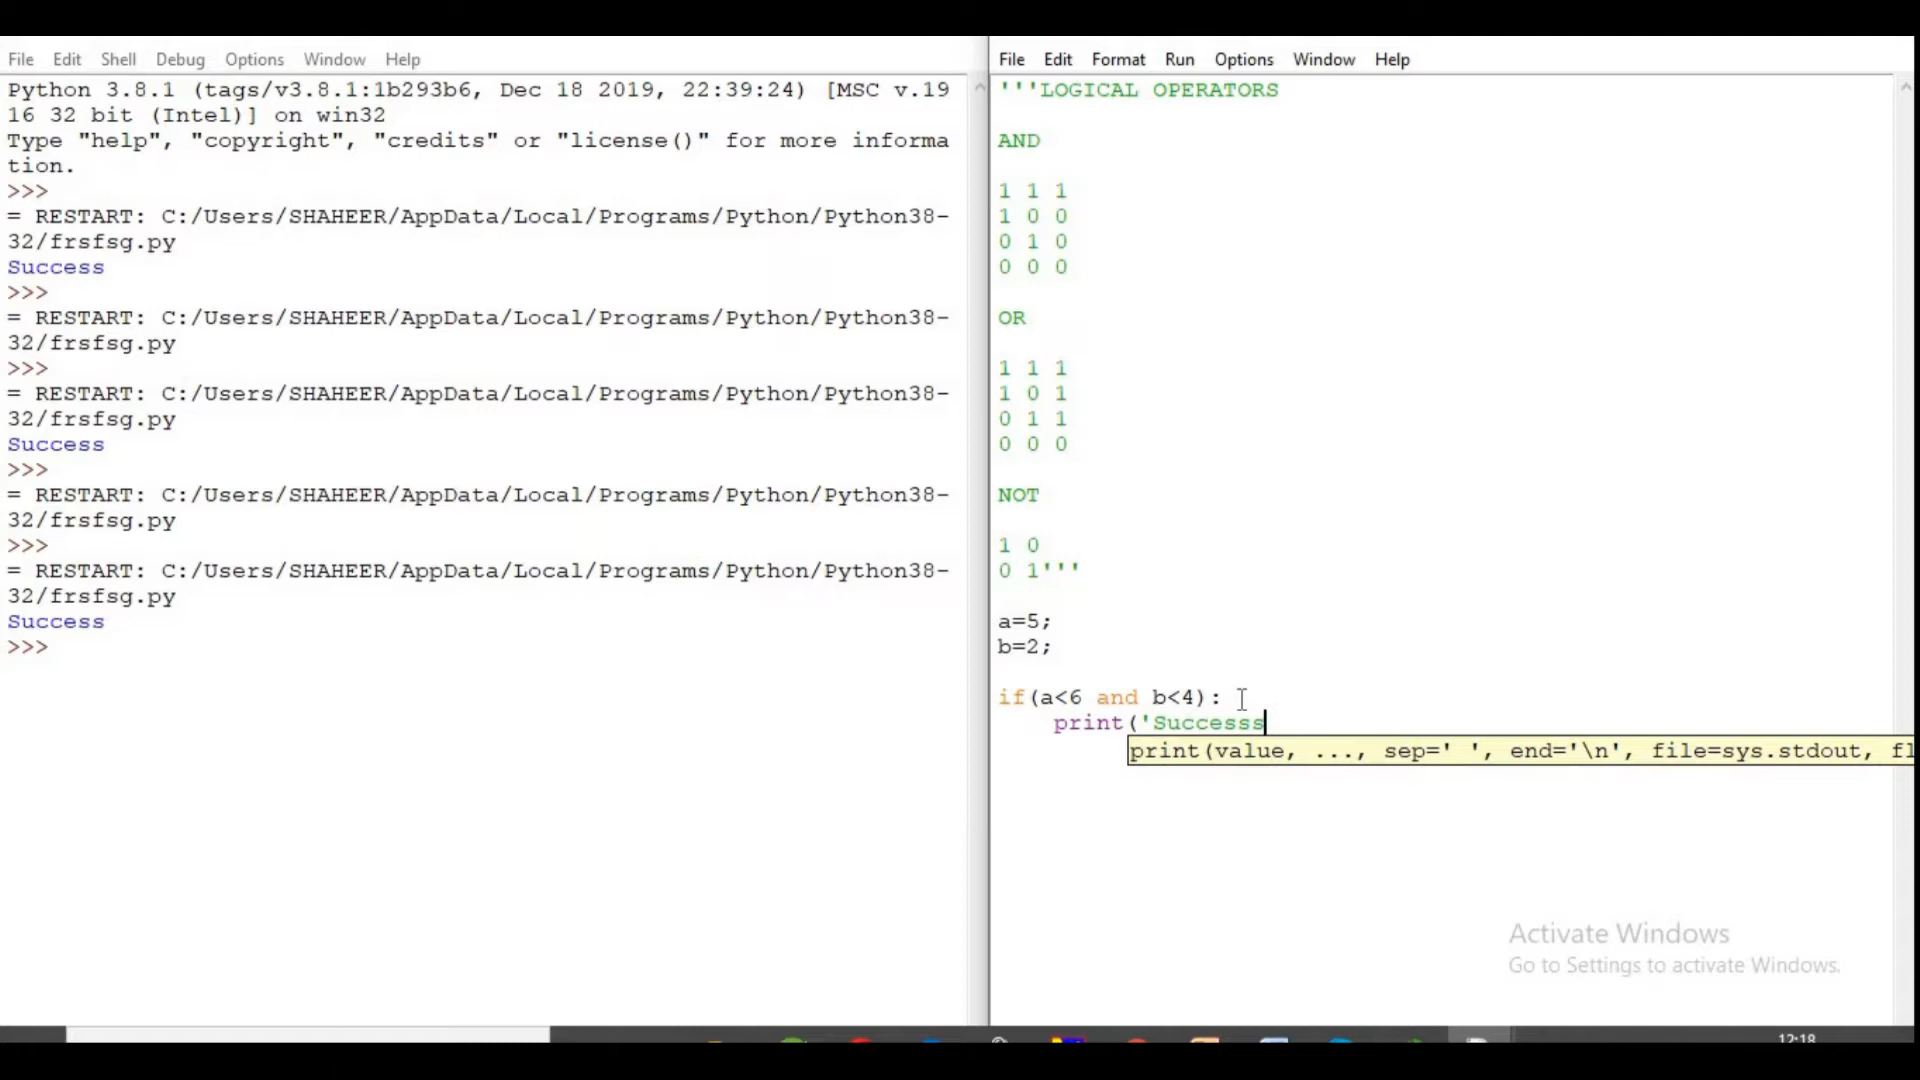 File Edit Shell Debug Options Window Help
Python 3.8.1 (tags/v3.8.1:1b293b6, Dec 18 2019, 22:39:24) [MSC v.19
16 32 bit (Intel)] on win32
Type "help", "copyright", "credits" or "license()" for more informa
tion.
>>>
= RESTART: C:/Users/SHAHEER/AppData/Local/Programs/Python/Python38-
32/frsfsg.py
Success
>>>
= RESTART: C:/Users/SHAHEER/AppData/Local/Programs/Python/Python38-
32/frsfsg.py
>>>
= RESTART: C:/Users/SHAHEER/AppData/Local/Programs/Python/Python38-
32/frsfsg.py
Success
>>>
= RESTART: C:/Users/SHAHEER/AppData/Local/Programs/Python/Python38-
32/frsfsg.py
>>>
= RESTART: C:/Users/SHAHEER/AppData/Local/Programs/Python/Python38-
32/frsfsg.py
Success
>>>
File Edit Format Run Options Window Help
'''LOGICAL OPERATORS
AND
1 1 1
1 0 0
0 1 0
0 0 0
OR
1 1 1
1 0 1
0 1 1
0 0 0
NOT
1 0
0 1'''
a=5;
b=2;
if(a<6 and b<4):
print('Successs
print(value, ..., sep=' ', end='\n', file=sys.stdout, fl
Activate Windows
Go to Settings to activate Windows.
12:18